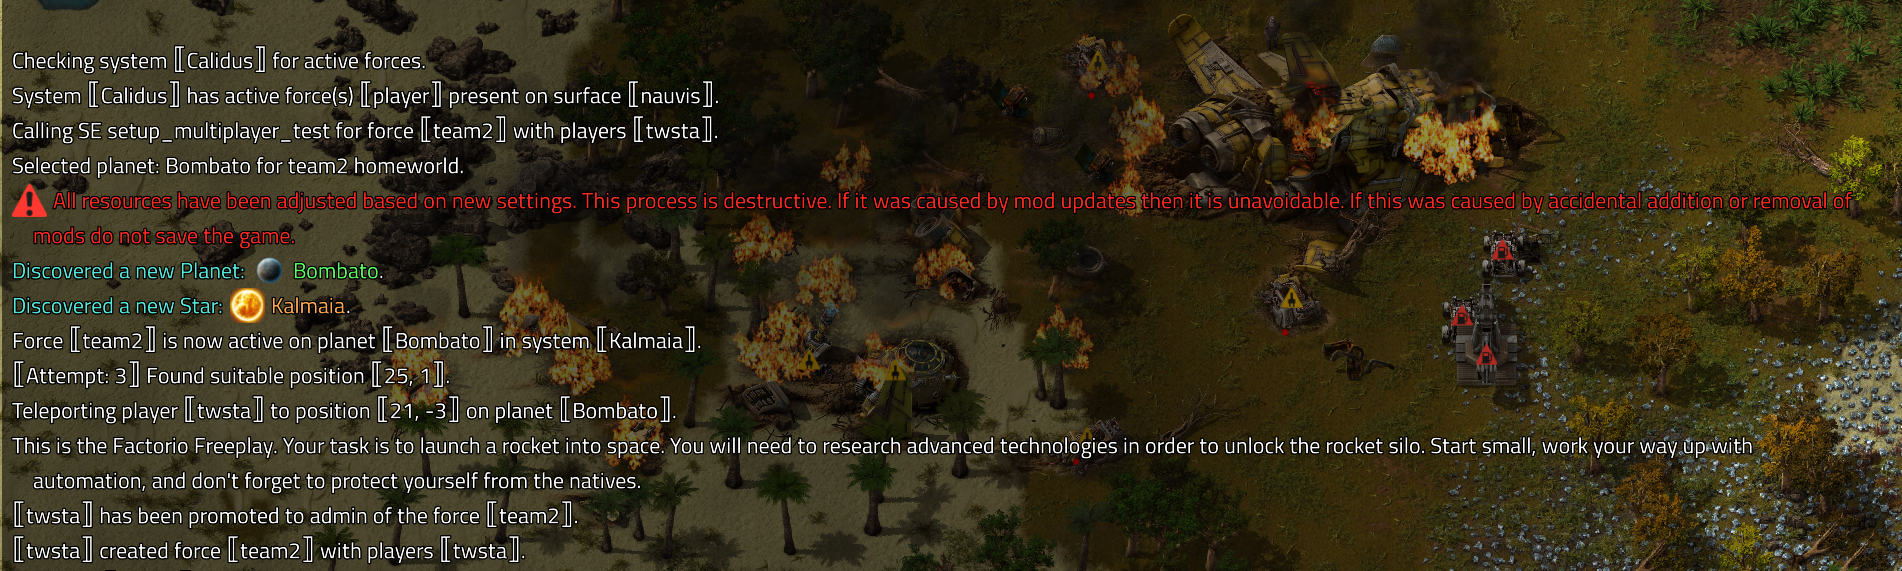 Checking system ⟦Calidus⟧ for active forces.
System ⟦Calidus⟧ has active force(s) ⟦player⟧ present on surface ⟦nauvis⟧.
Calling SE setup_multiplayer_test for force ⟦team2⟧ with players ⟦twsta⟧.
Selected planet: Bombato for team2 homeworld.
All resources have been adjusted based on new settings. This process is destructive. If it was caused by mod updates then it is unavoidable. If this was caused by accidental addition or removal of
mods do not save the game.
Discovered a new Planet: Bombato.
Discovered a new Star: Kalmaia.
Force ⟦team2⟧ is now active on planet ⟦Bombato⟧ in system ⟦Kalmaia⟧.
⟦Attempt: 3⟧ Found suitable position ⟦25, 1⟧.
Teleporting player ⟦twsta⟧ to position ⟦21, -3⟧ on planet ⟦Bombato⟧.
This is the Factorio Freeplay. Your task is to launch a rocket into space. You will need to research advanced technologies in order to unlock the rocket silo. Start small, work your way up with
automation, and don't forget to protect yourself from the natives.
⟦twsta⟧ has been promoted to admin of the force ⟦team2⟧.
⟦twsta⟧ created force ⟦team2⟧ with players ⟦twsta⟧.